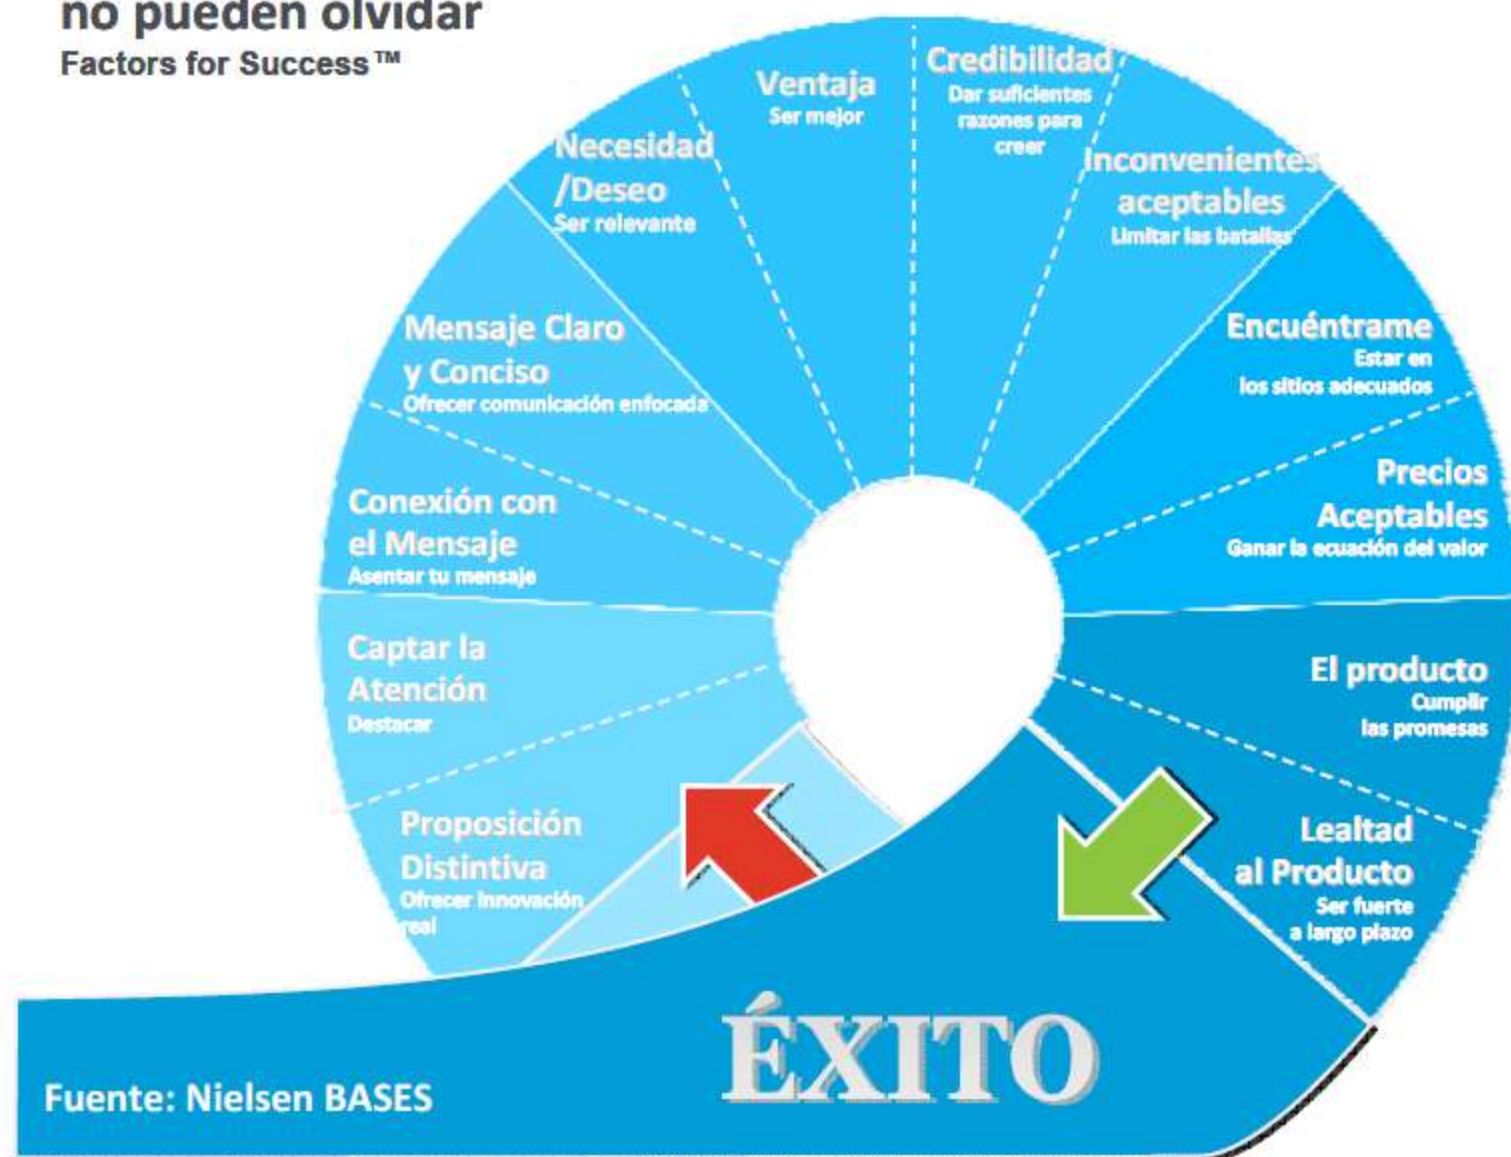 no pueden olvidar
Factors for Success™
Proposición
Distintiva
Ofrecer innovación
real
Captar la
Atención
Destacar
Conexión con
el Mensaje
Asentar tu mensaje
Mensaje Claro
y Conciso
Ofrecer comunicación enfocada
Necesidad
/Deseo
Ser relevante
Ventaja
Ser mejor
Credibilidad
Dar suficientes
razones para
creer
Inconvenientes
aceptables
Limitar las batallas
Encuéntrame
Estar en
los sitios adecuados
Precios
Aceptables
Ganar la ecuación del valor
El producto
Cumplir
las promesas
Lealtad
al Producto
Ser fuerte
a largo plazo
ÉXITO
Fuente: Nielsen BASES